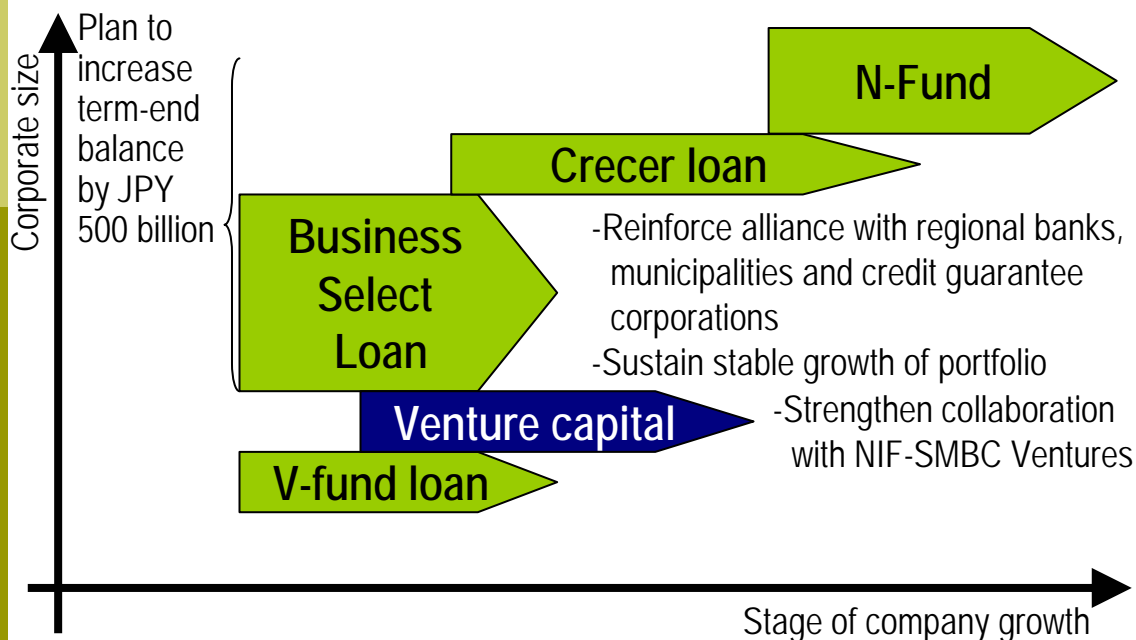 Corporate size
Plan to
increase
term-end
balance
by JPY
500 billion
N-Fund
Crecer loan
Business
Select
Loan
-Reinforce alliance with regional banks,
municipalities and credit guarantee
corporations
-Sustain stable growth of portfolio
Venture capital
-Strengthen collaboration
with NIF-SMBC Ventures
V-fund loan
Stage of company growth